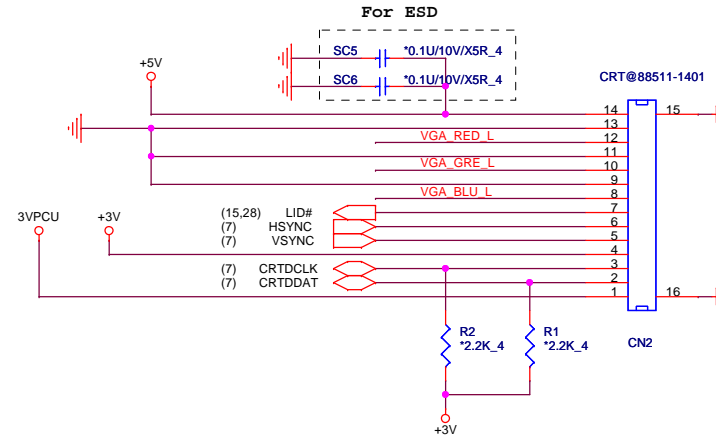 For ESD
SC5 *0.1U/10V/X5R_4
+5V
SC6 *0.1U/10V/X5R_4
CRT@88511-1401
14 15
13
VGA_RED_L 12
11
VGA_GRE_L 10
9
VGA_BLU_L 8
3VPCU +3V (15,28) LID# 7
(7) HSYNC 6
(7) VSYNC 5
4
(7) CRTDCLK 3
(7) CRTDDAT 2
1 16
R2 R1
*2.2K_4 *2.2K_4
CN2
+3V